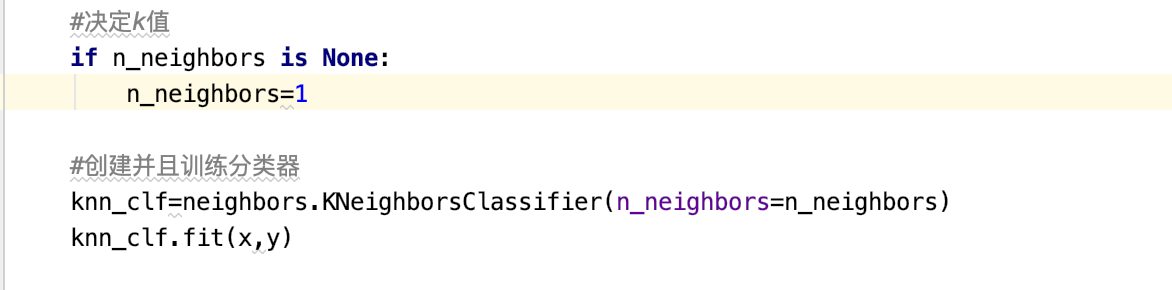 #决定k值
if n_neighbors is None:
n_neighbors=1
#创建并且训练分类器
knn_clf=neighbors.KNeighborsClassifier(n_neighbors=n_neighbors)
knn_clf.fit(x,y)